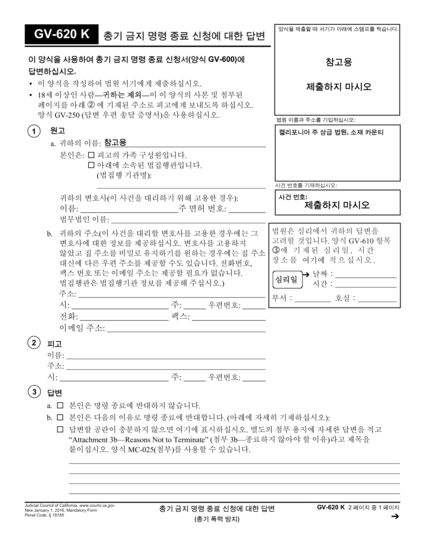 GV-620 K 총기 금지 명령 종료 신청에 대한 답변
양식을 제출할 때 서기가 아래에 스탬프를 찍습니다.
참고용
제출하지 마시오
이 양식을 사용하여 총기 금지 명령 종료 신청서(양식 GV-600)에
답변하십시오.
• 이 양식을 작성하여 법원 서기에게 제출하십시오.
• 18세 이상인 사람—귀하는 제외—이 이 양식의 사본 및 첨부된
페이지를 아래 ② 에 기재된 주소로 피고에게 보내도록 하십시오.
양식 GV-250 (답변 우편 송달 증명서)을 사용하십시오.
법원 이름과 주소를 기입하십시오:
캘리포니아 주 상급 법원, 소재 카운티
사건 번호를 기재하십시오:
사건 번호:
제출하지 마시오
1 원고
a. 귀하의 이름: 참고용
본인은: ☐ 피고의 가족 구성원입니다.
☐ 아래에 소속된 법집행관입니다.
(법집행 기관명):
귀하의 변호사(이 사건을 대리하기 위해 고용한 경우):
이름: 주 면허 번호:
법무법인 이름:
b. 귀하의 주소(이 사건을 대리할 변호사를 고용한 경우에는 그
변호사에 대한 정보를 제공하십시오. 변호사를 고용하지
않았고 집 주소를 비밀로 유지하기를 원하는 경우에는 집 주소
대신에 다른 우편 주소를 제공할 수도 있습니다. 전화번호,
팩스 번호 또는 이메일 주소는 제공할 필요가 없습니다.
법집행관은 법집행기관 정보를 제공해 주십시오.)
주소:
시: 주: 우편번호:
전화: 팩스:
이메일 주소:
법원은 심리에서 귀하의 답변을
고려할 것입니다. 양식 GV-610 항목
③에 기재된 심리일, 시간
장소를 여기에 적으십시오.
심리일 → 날짜: 
시간:
부서: 호실:
2 피고
이름:
주소:
시: 주: 우편번호:
3 답변
a. ☐ 본인은 명령 종료에 반대하지 않습니다.
b. ☐ 본인은 다음의 이유로 명령 종료에 반대합니다. (아래에 자세히 기재하십시오):
☐ 답변할 공란이 충분하지 않으면 여기에 표시하십시오. 별도의 첨부 용지에 자세한 답변을 적고
“Attachment 3b—Reasons Not to Terminate” (첨부 3b—종료하지 않아야 할 이유)라고 제목을
붙이십시오. 양식 MC-025(첨부)를 사용할 수 있습니다.
Judicial Council of California, www.courts.ca.gov
New January 1, 2016, Mandatory Form
Penal Code, § 18185
총기 금지 명령 종료 신청에 대한 답변
(총기 폭력 방지)
GV-620 K 2 페이지 중 1 페이지
→